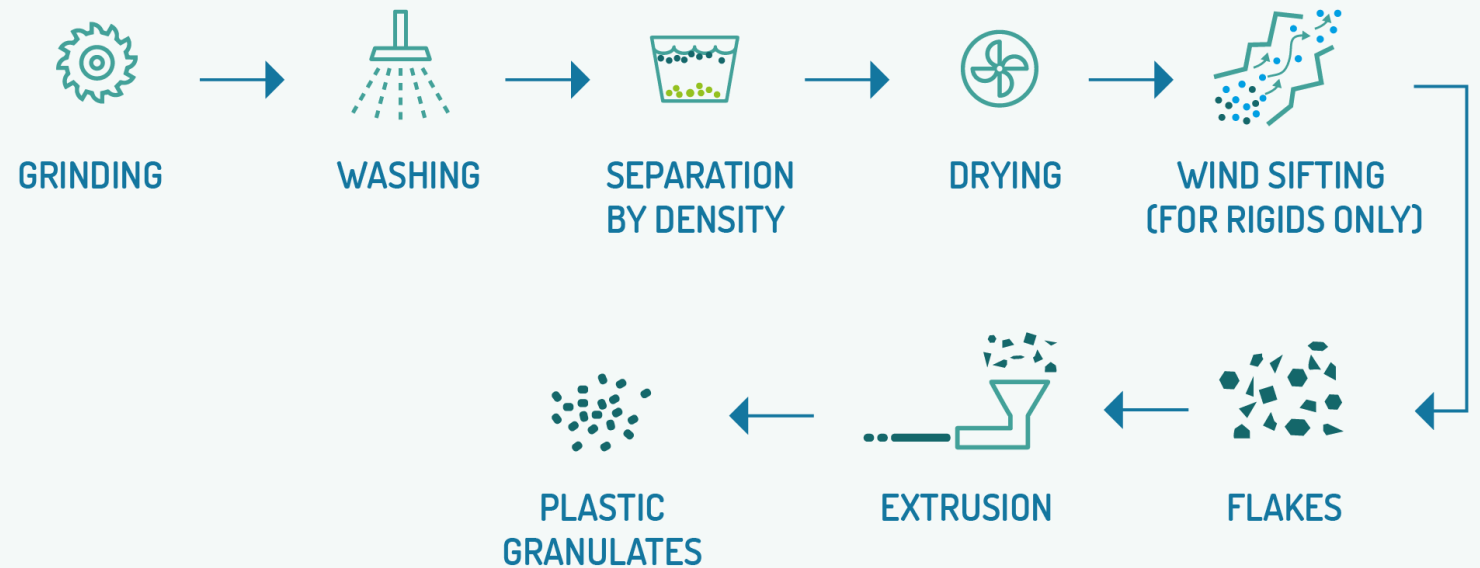 GRINDING
WASHING
SEPARATION
BY DENSITY
DRYING
WIND SIFTING
(FOR RIGIDS ONLY)
FLAKES
EXTRUSION
PLASTIC
GRANULATES